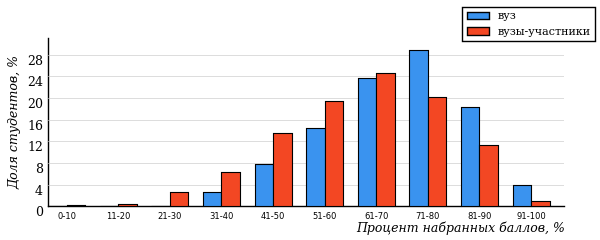 вуз
вузы-участники
Доля студентов, %
28
24
20
16
12
8
4
0
0-10 11-20 21-30 31-40 41-50 51-60 61-70 71-80 81-90 91-100
Процент набранных баллов, %